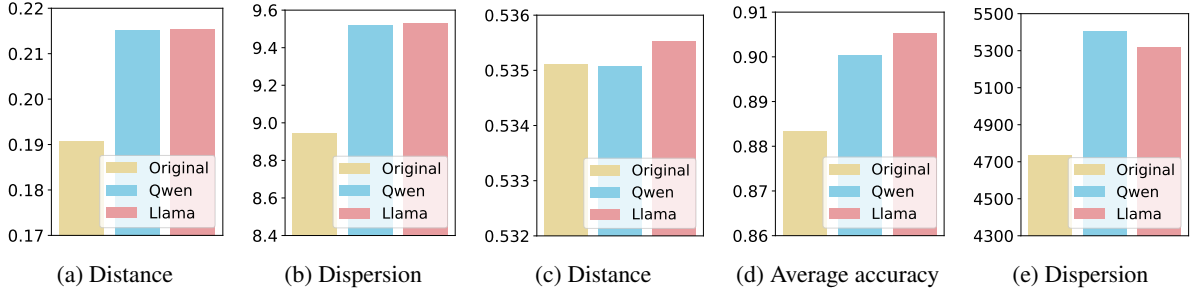 0.22
0.21
0.20
0.19
0.18
0.17
Original
Qwen
Llama
(a) Distance
9.6
9.4
9.2
9.0
8.8
8.6
8.4
Original
Qwen
Llama
(b) Dispersion
0.536
0.535
0.534
0.533
0.532
Original
Qwen
Llama
(c) Distance
0.91
0.90
0.89
0.88
0.87
0.86
Original
Qwen
Llama
(d) Average accuracy
5500
5300
5100
4900
4700
4500
4300
Original
Qwen
Llama
(e) Dispersion